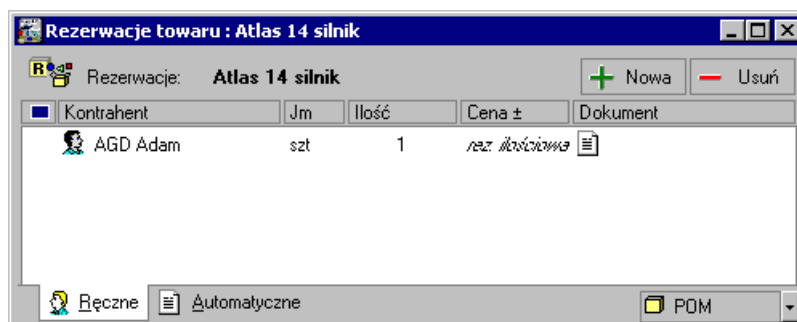 Rezerwacje towaru : Atlas 14 silnik
R Rezerwacje: Atlas 14 silnik Nowa Usuń
Kontrahent Jm Ilość Cena ± Dokument
AGD Adam szt 1 rez. ilościowa
Ręczne Automatyczne POM